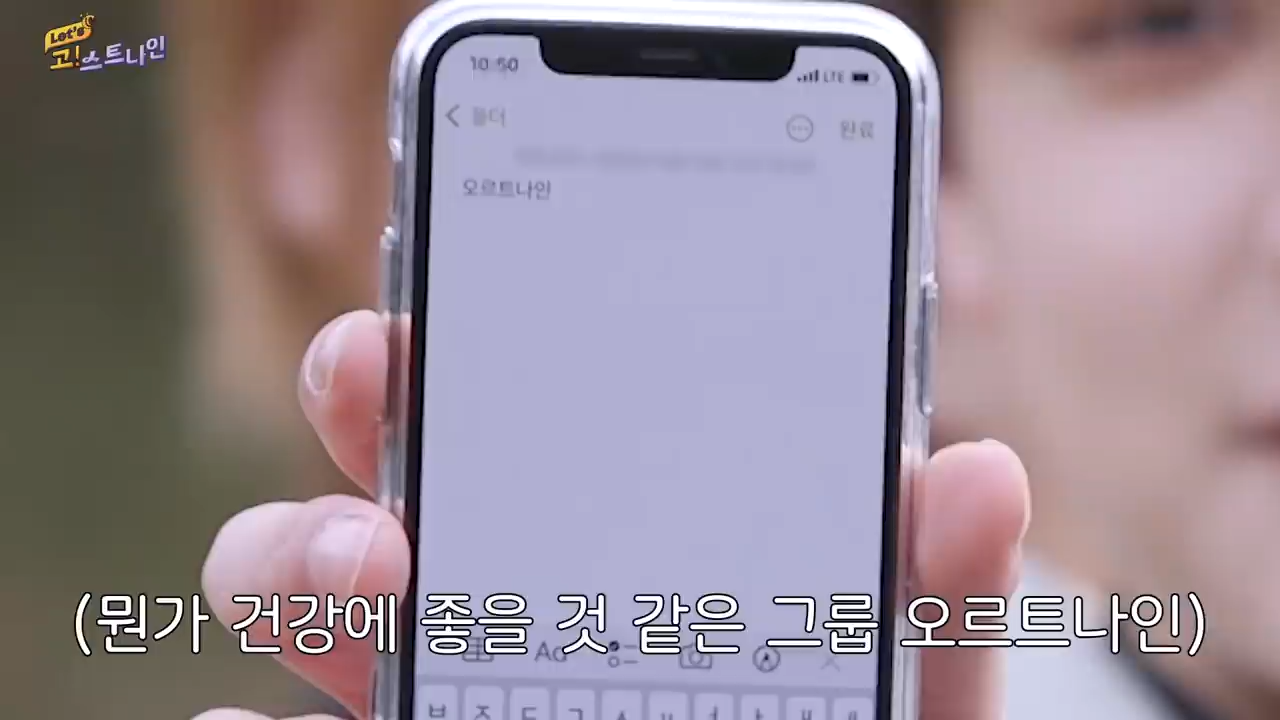 Let's
고!스트나인
10:50
LTE
폴더
완료
오르트나인
(뭔가 건강에 좋을 것 같은 그룹 오르트나인)
Aa
ㅂ ㅈ ㄷ ㄱ ㅅ